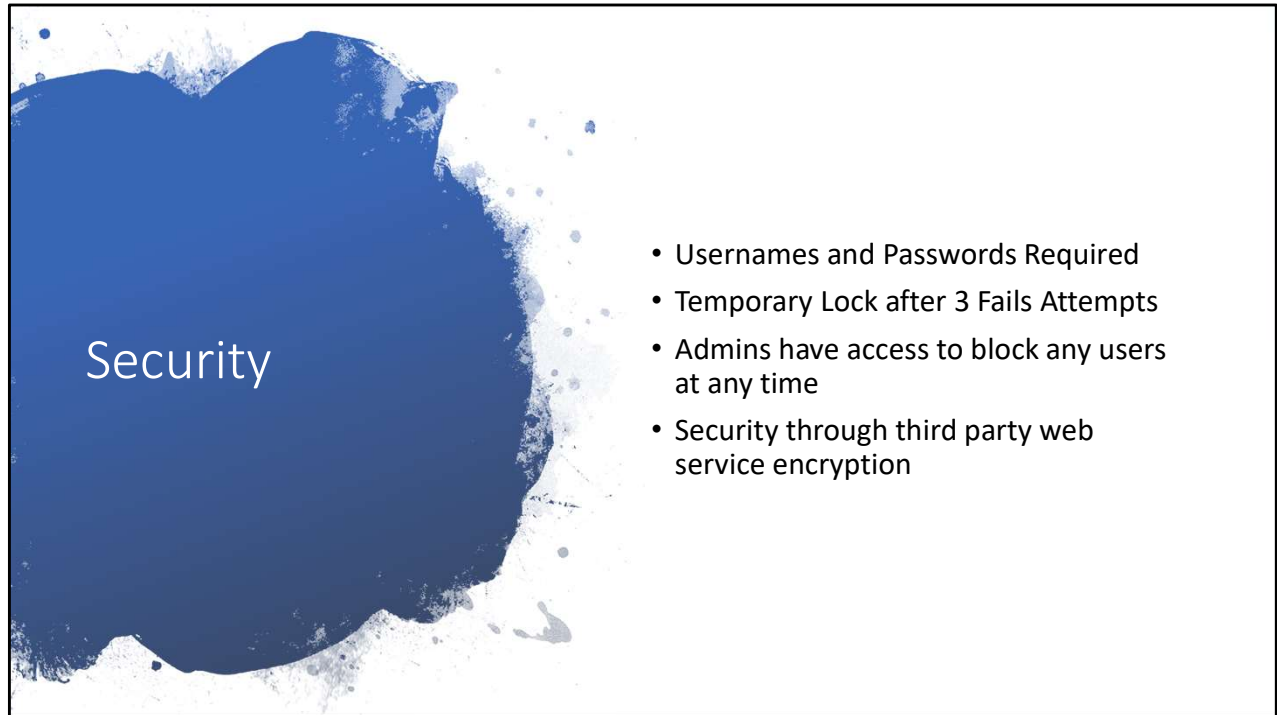 Security
• Usernames and Passwords Required
• Temporary Lock after 3 Fails Attempts
• Admins have access to block any users
at any time
• Security through third party web
service encryption